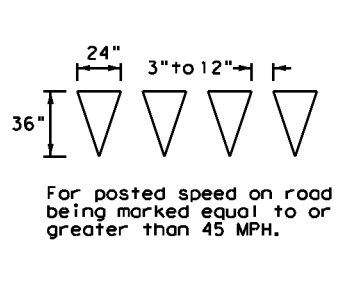 24"
3"to 12"
36"
For posted speed on road
being marked equal to or
greater than 45 MPH.